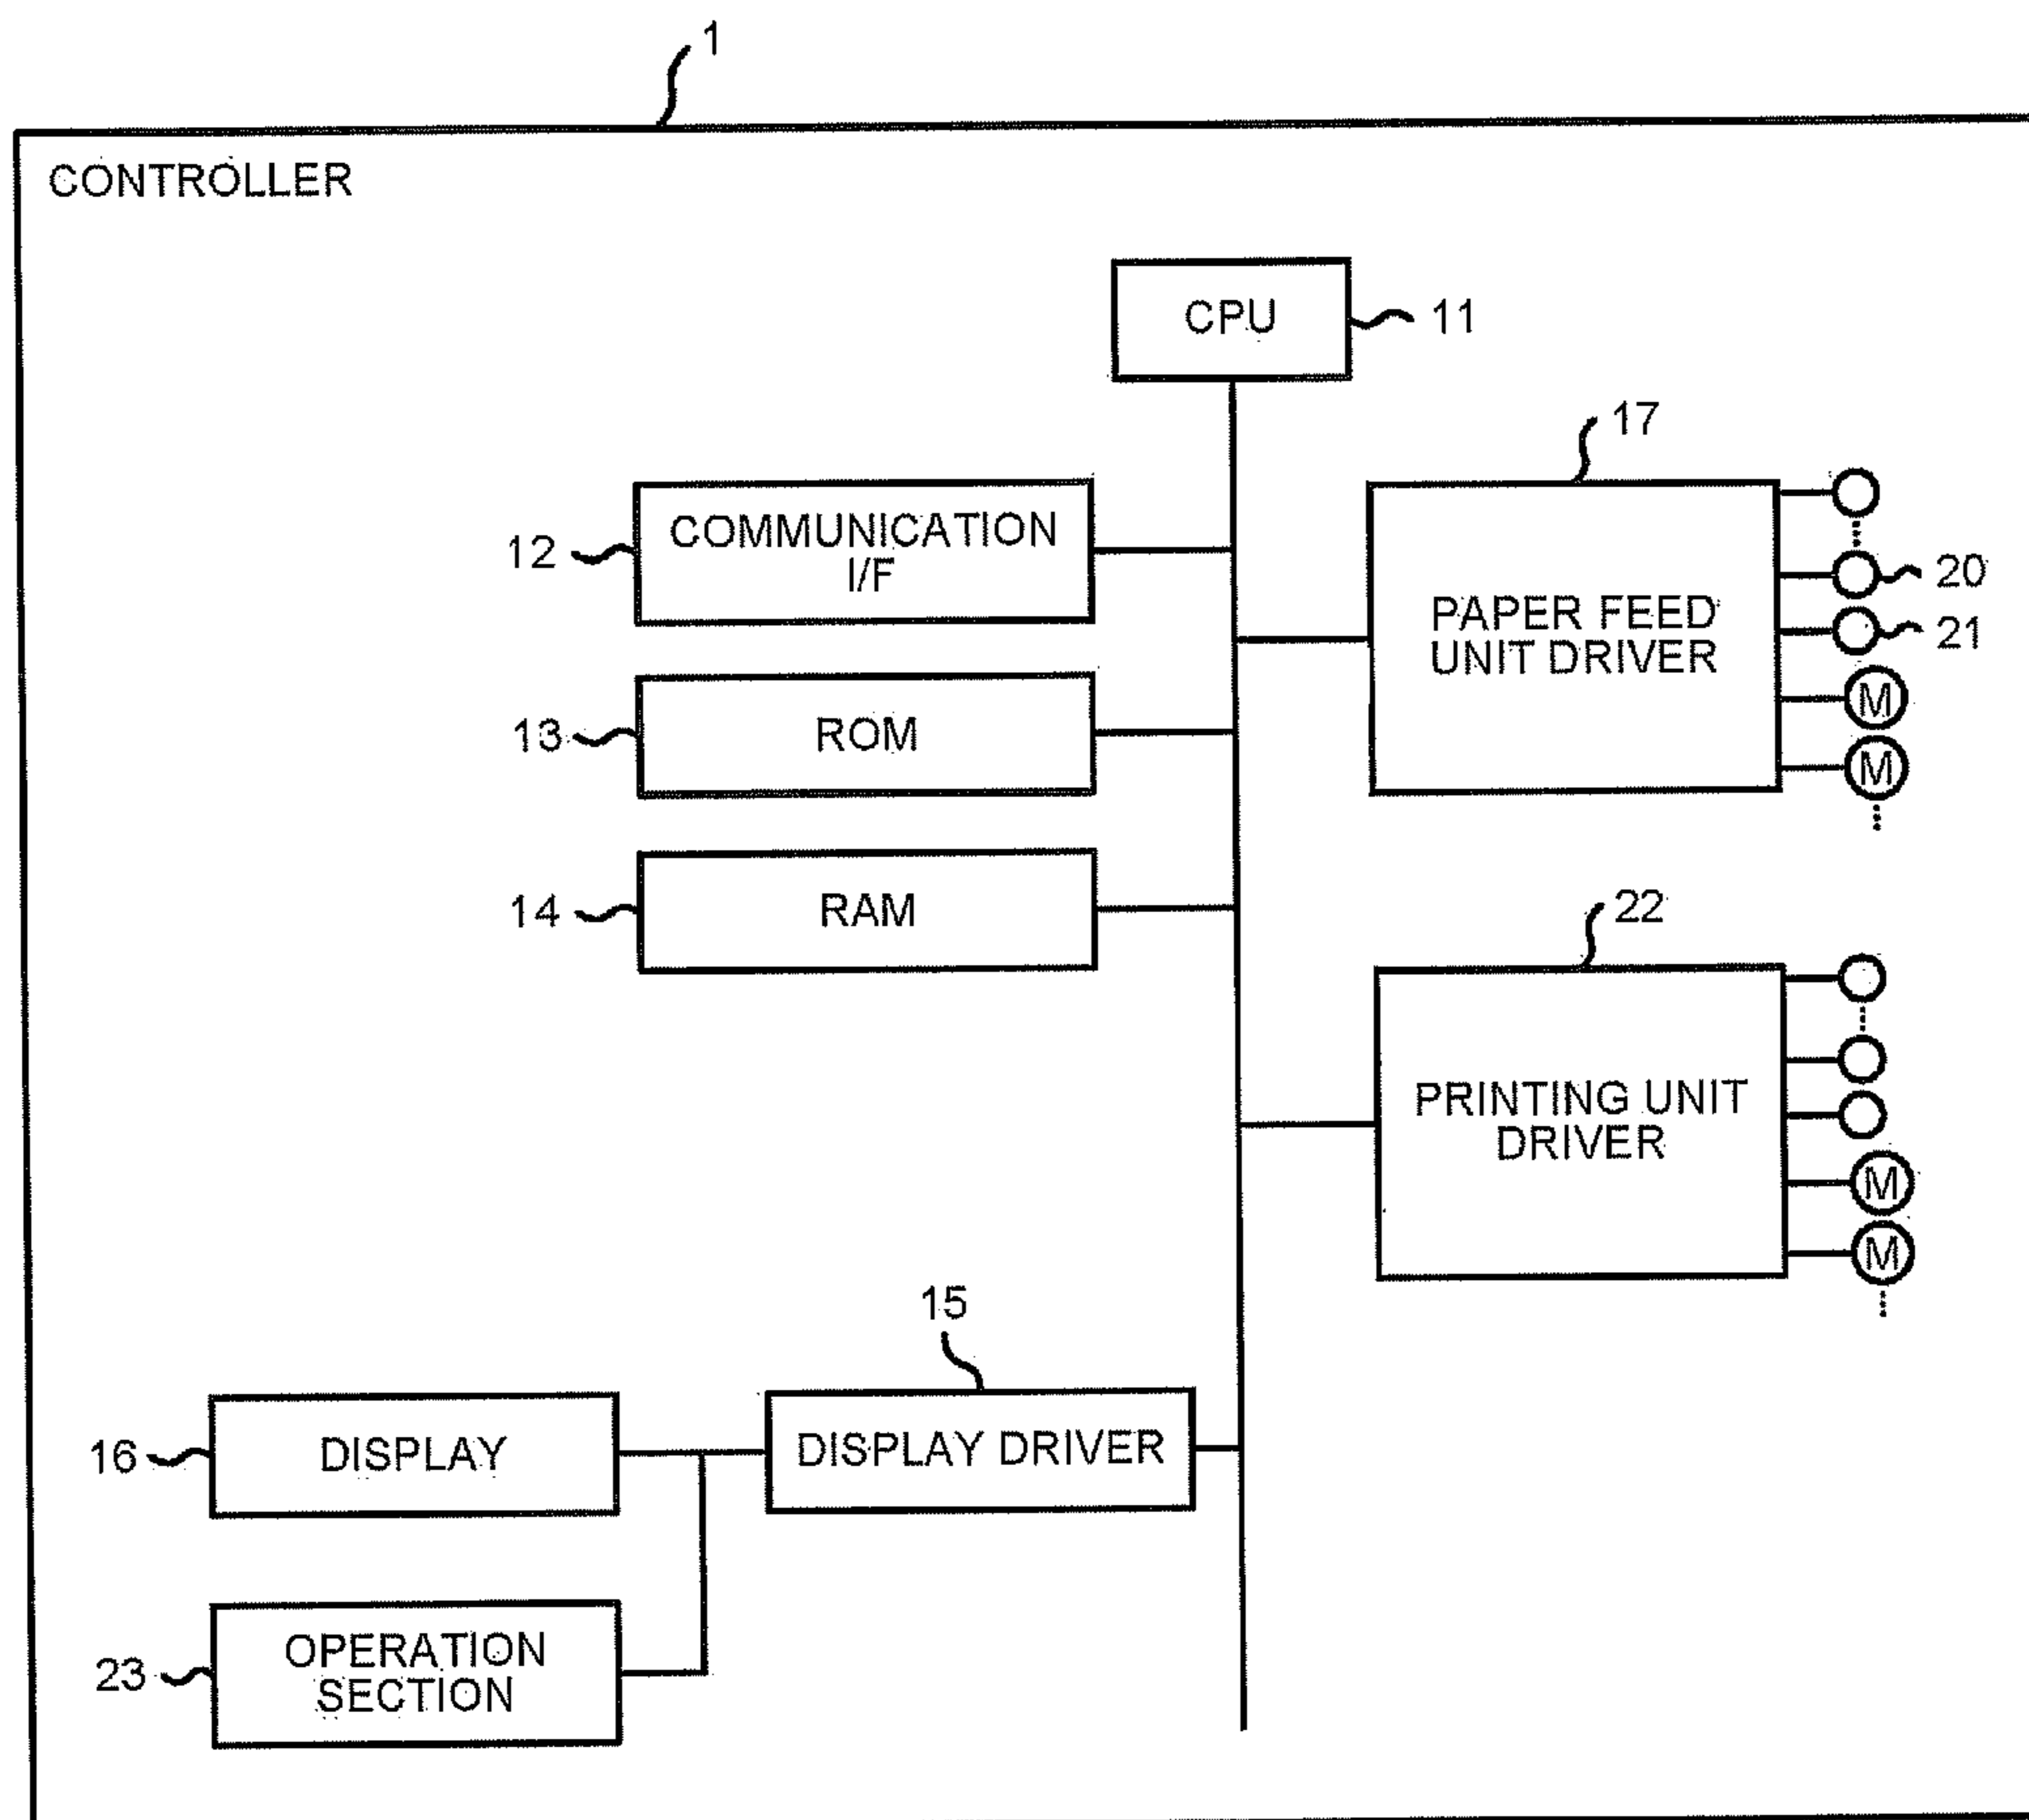 1
CONTROLLER
CPU
11
17
12
COMMUNICATION
I/F
PAPER FEED
UNIT DRIVER
20
21
M
M
13
ROM
14
RAM
22
PRINTING UNIT
DRIVER
M
M
15
16
DISPLAY
DISPLAY DRIVER
23
OPERATION
SECTION